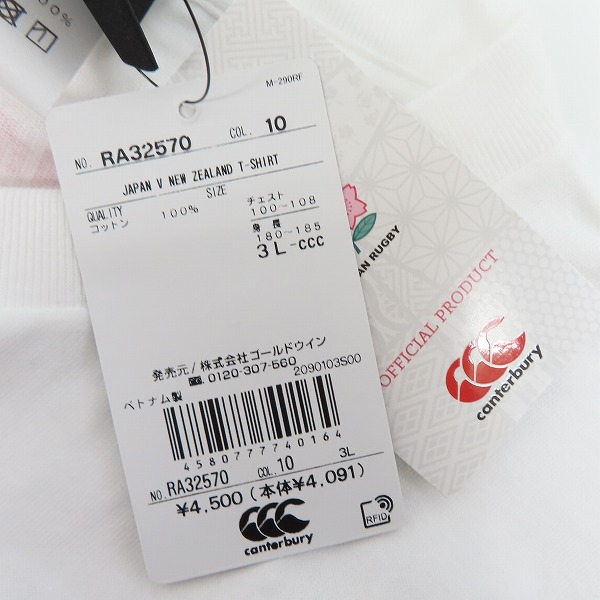 00%
M-290RF
NO. RA32570 COL. 10
JAPAN V NEW ZEALAND T-SHIRT
SIZE
QUALITY
コットン 100%
チェスト
100～108
身長
180～185
3L-CCC
発売元/株式会社ゴールドウイン
☎0120-307-560
2090103S00
ベトナム製
4580777740164
NO. RA32570 COL. 10 3L
¥4,500(本体¥4,091)
canterbury
RFID
AN RUGBY
OFFICIAL PRODUCT
canterbury